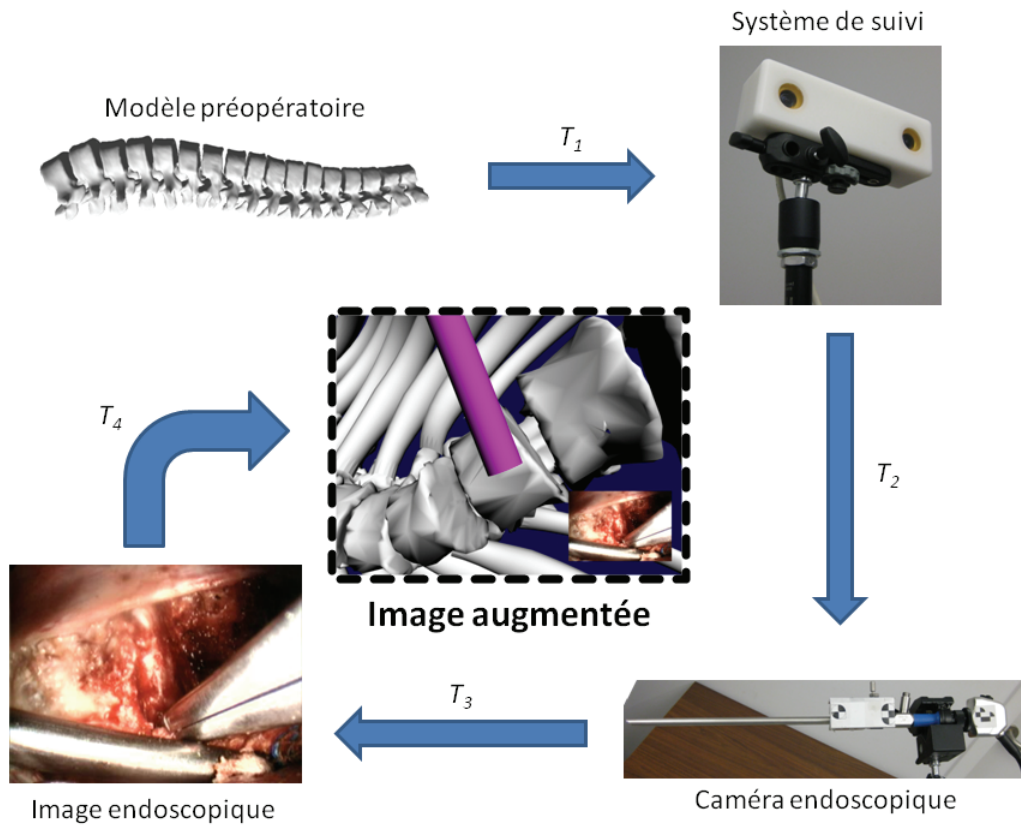 Système de suivi
Modèle préopératoire
T1
T4
T2
Image augmentée
T3
Image endoscopique
Caméra endoscopique